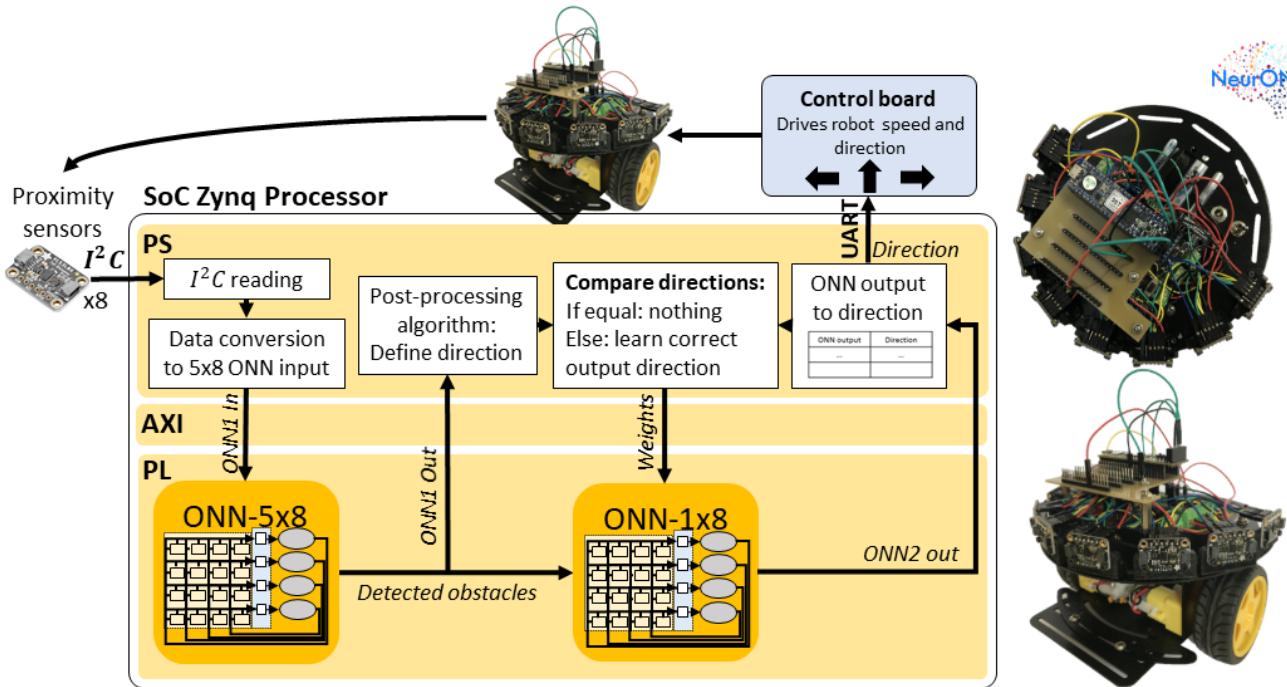 NeurON
Control board
Drives robot speed and
direction
Proximity
sensors
I²C
x8
SoC Zynq Processor
PS
UART
Direction
I²C reading
Data conversion
to 5x8 ONN input
Post-processing
algorithm:
Define direction
Compare directions:
If equal: nothing
Else: learn correct
output direction
ONN output
to direction
ONN output Direction
... ...
AXI
ONN1 In
ONN1 Out
Weights
PL
ONN-5x8
Detected obstacles
ONN-1x8
ONN2 out